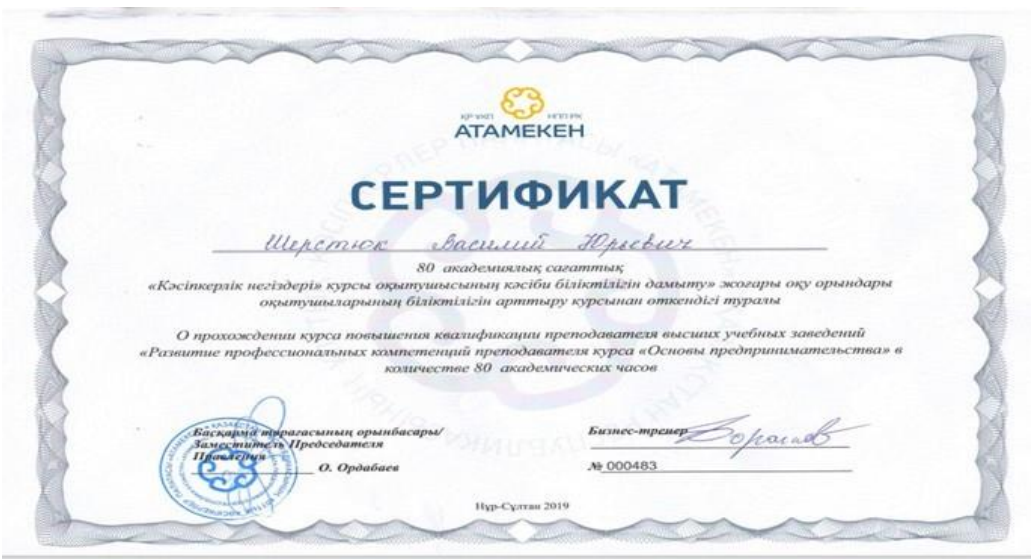 ҚР ҰКП НПП РК
АТАМЕКЕН
СЕРТИФИКАТ
Шерстюк Василий Юрьевич
80 академиялық сағаттық
«Кәсіпкерлік негіздері» курсы оқытушысының кәсіби біліктілігін дамыту» жоғары оқу орындары
оқытушыларының біліктілігін арттыру курсынан өткендігі туралы
О прохождении курса повышения квалификации преподавателя высших учебных заведений
«Развитие профессиональных компетенций преподавателя курса «Основы предпринимательства» в
количестве 80 академических часов
Басқарма төрағасының орынбасары/
Заместитель Председателя
Правления
О. Ордабаев
Бизнес-тренер
№ 000483
Нұр-Сұлтан 2019